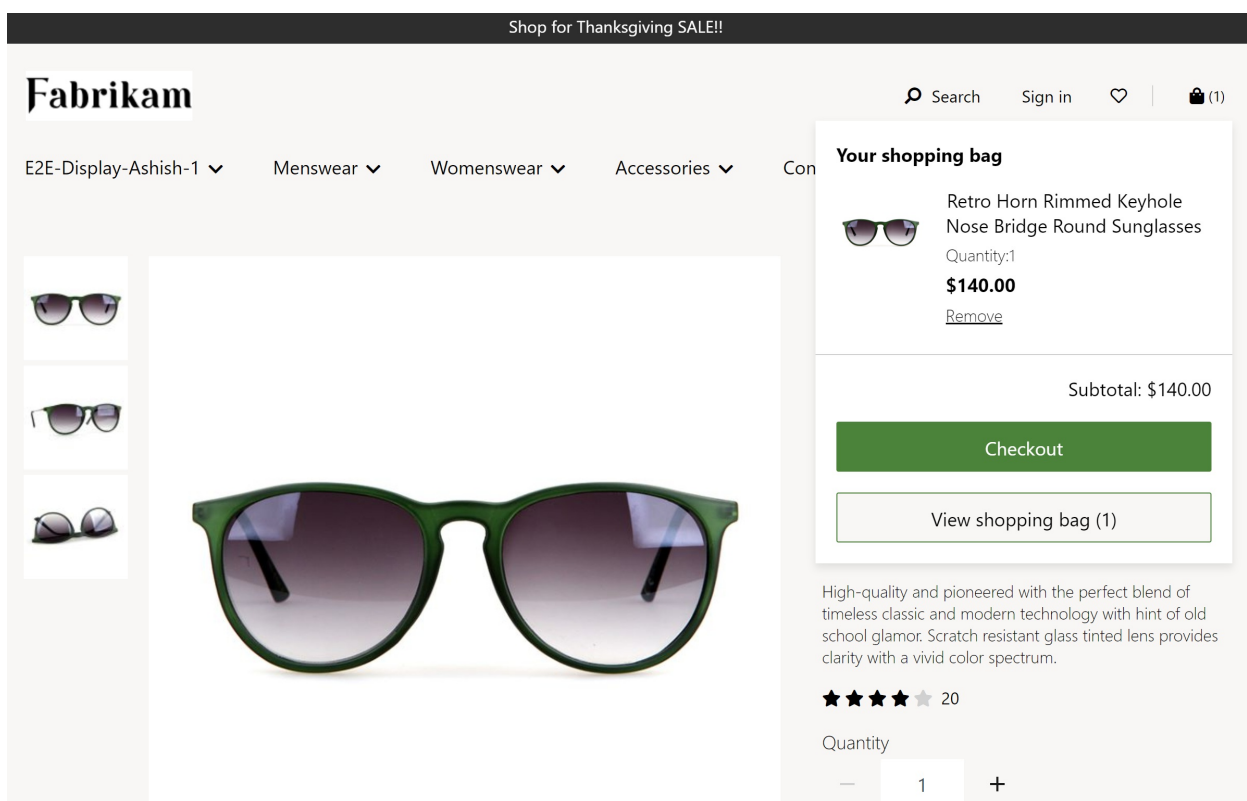 Shop for Thanksgiving SALE!!
Fabrikam
Search
Sign in
(1)
E2E-Display-Ashish-1
Menswear
Womenswear
Accessories
Con
Your shopping bag
Retro Horn Rimmed Keyhole
Nose Bridge Round Sunglasses
Quantity:1
$140.00
Remove
Subtotal: $140.00
Checkout
View shopping bag (1)
High-quality and pioneered with the perfect blend of
timeless classic and modern technology with hint of old
school glamor. Scratch resistant glass tinted lens provides
clarity with a vivid color spectrum.
20
Quantity
1